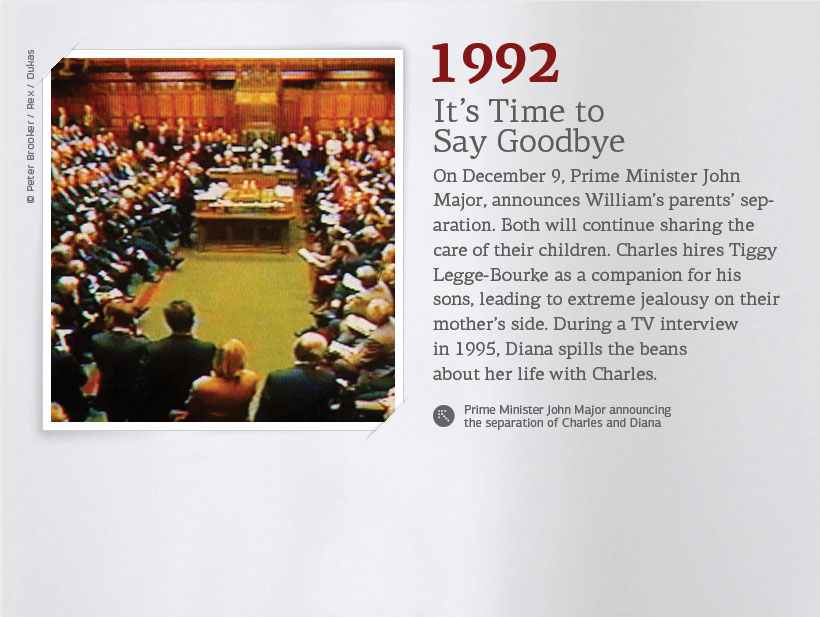 © Peter Brooker / Rex / Dukas
1992
It’s Time to
Say Goodbye
On December 9, Prime Minister John
Major, announces William’s parents’ sep-
aration. Both will continue sharing the
care of their children. Charles hires Tiggy
Legge-Bourke as a companion for his
sons, leading to extreme jealousy on their
mother’s side. During a TV interview
in 1995, Diana spills the beans
about her life with Charles.
Prime Minister John Major announcing
the separation of Charles and Diana